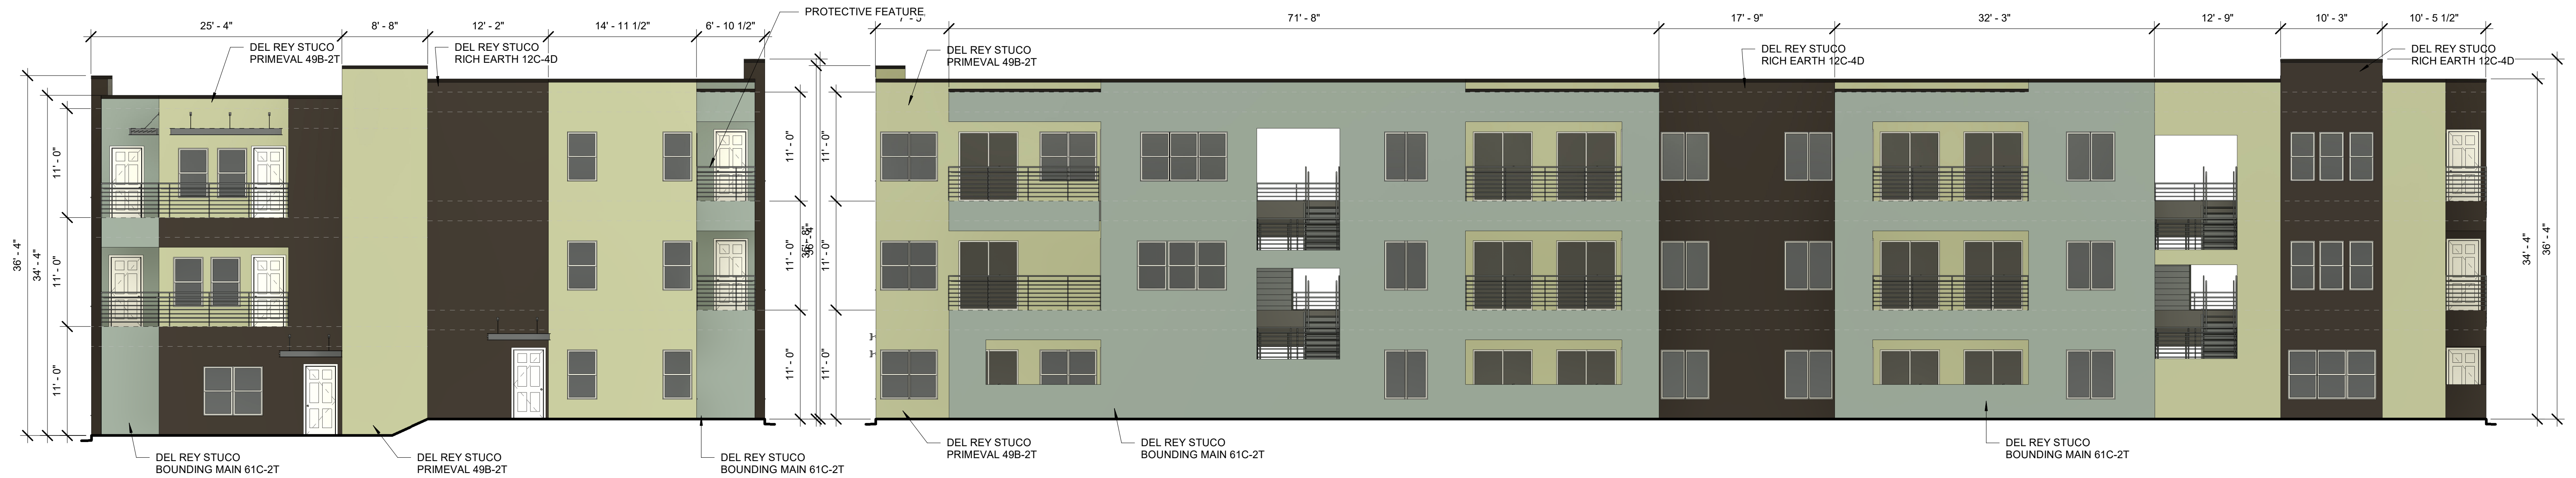 PROTECTIVE FEATURE
25' - 4"
8' - 8"
12' - 2"
14' - 11 1/2"
6' - 10 1/2"
71' - 8"
17' - 9"
32' - 3"
12' - 9"
10' - 3"
10' - 5 1/2"
DEL REY STUCO
PRIMEVAL 49B-2T
DEL REY STUCO
RICH EARTH 12C-4D
DEL REY STUCO
PRIMEVAL 49B-2T
DEL REY STUCO
RICH EARTH 12C-4D
DEL REY STUCO
RICH EARTH 12C-4D
36' - 4"
34' - 4"
11' - 0"
11' - 0"
11' - 0"
11' - 0"
11' - 0"
11' - 0"
11' - 0"
11' - 0"
11' - 0"
34' - 4"
36' - 4"
DEL REY STUCO
BOUNDING MAIN 61C-2T
DEL REY STUCO
PRIMEVAL 49B-2T
DEL REY STUCO
BOUNDING MAIN 61C-2T
DEL REY STUCO
PRIMEVAL 49B-2T
DEL REY STUCO
BOUNDING MAIN 61C-2T
DEL REY STUCO
BOUNDING MAIN 61C-2T